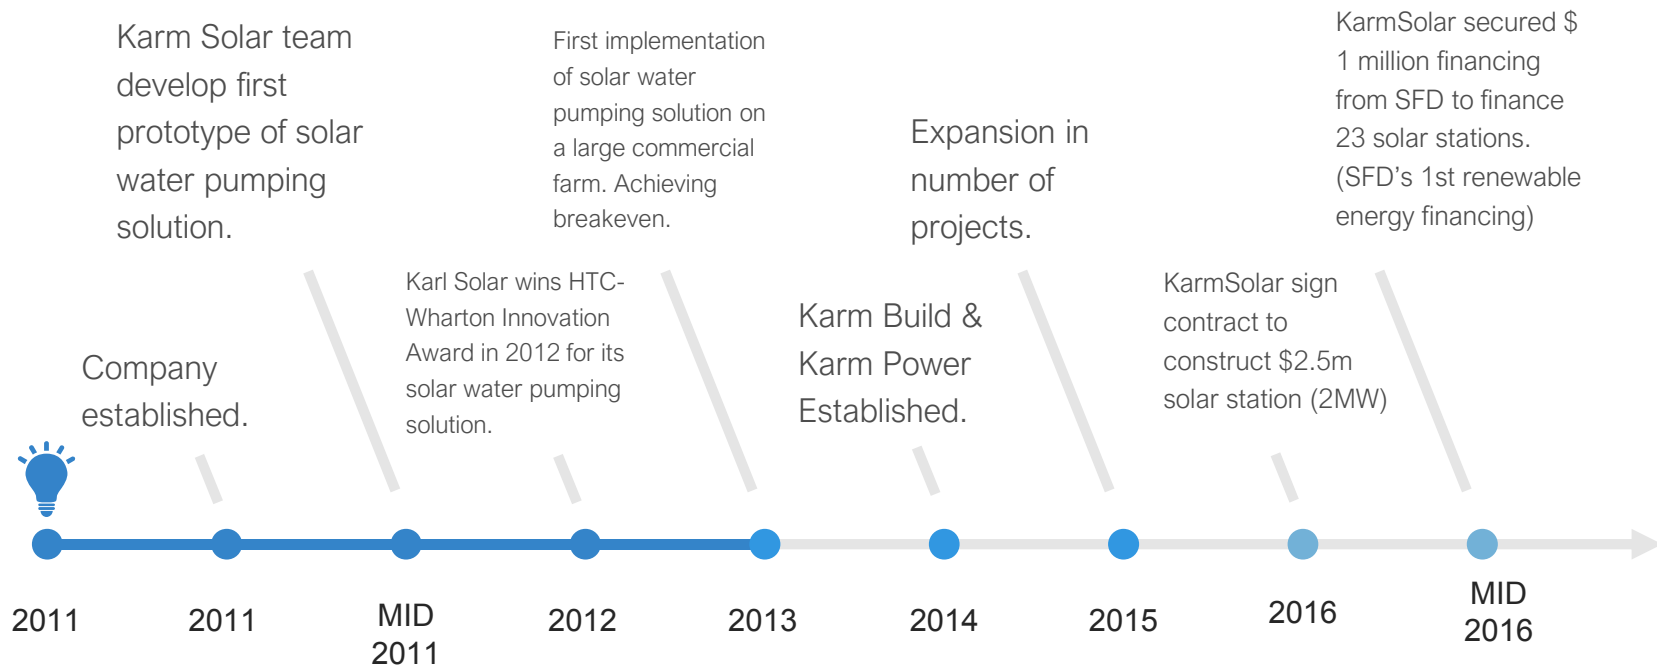 Karm Solar team
develop first
prototype of solar
water pumping
solution.
First implementation
of solar water
pumping solution on
a large commercial
farm. Achieving
breakeven.
Expansion in
number of
projects.
KarmSolar secured $
1 million financing
from SFD to finance
23 solar stations.
(SFD’s 1st renewable
energy financing)
Company
established.
Karl Solar wins HTC-
Wharton Innovation
Award in 2012 for its
solar water pumping
solution.
Karm Build &
Karm Power
Established.
KarmSolar sign
contract to
construct $2.5m
solar station (2MW)
2011
2011
MID
2011
2012
2013
2014
2015
2016
MID
2016